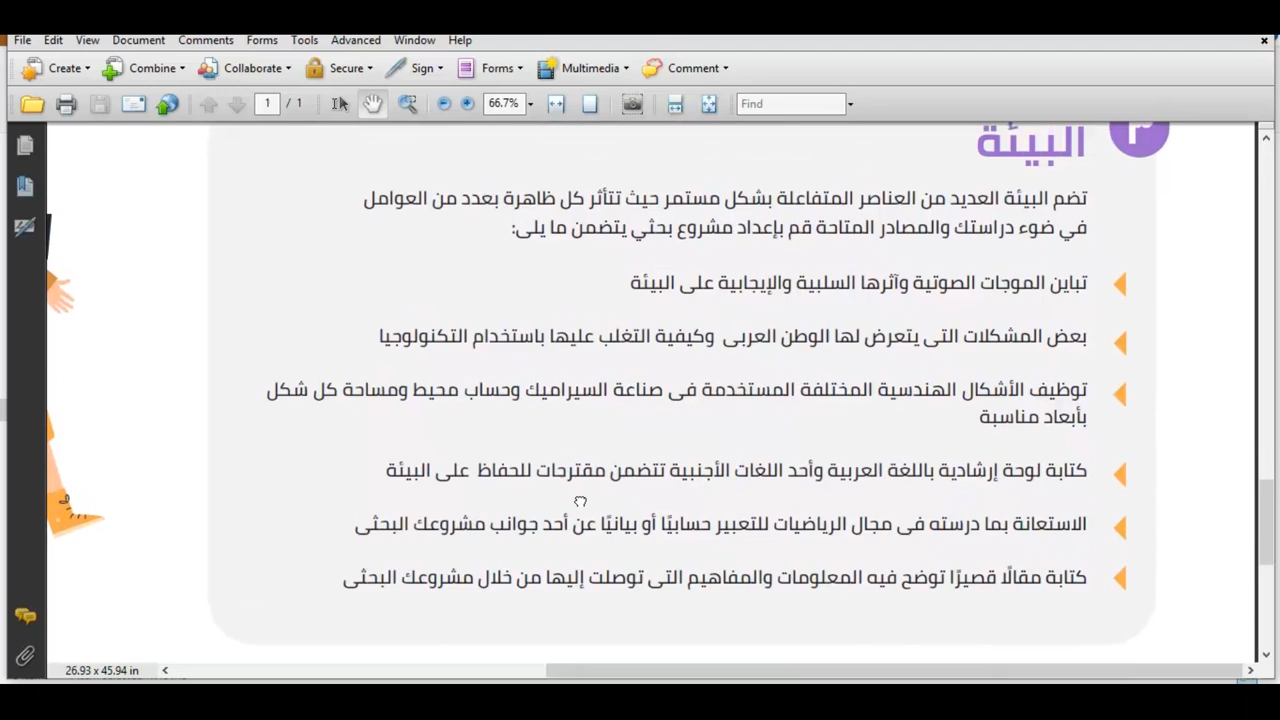 File Edit View Document Comments Forms Tools Advanced Window Help
Create Combine Collaborate Secure Sign Forms Multimedia Comment
1 / 1 66.7% Find
٣
البيئة
تضم البيئة العديد من العناصر المتفاعلة بشكل مستمر حيث تتأثر كل ظاهرة بعدد من العوامل
في ضوء دراستك والمصادر المتاحة قم بإعداد مشروع بحثي يتضمن ما يلى:
تباين الموجات الصوتية وآثرها السلبية والإيجابية على البيئة
بعض المشكلات التى يتعرض لها الوطن العربى وكيفية التغلب عليها باستخدام التكنولوجيا
توظيف الأشكال الهندسية المختلفة المستخدمة فى صناعة السيراميك وحساب محيط ومساحة كل شكل
بأبعاد مناسبة
كتابة لوحة إرشادية باللغة العربية وأحد اللغات الأجنبية تتضمن مقترحات للحفاظ على البيئة
الاستعانة بما درسته فى مجال الرياضيات للتعبير حسابيًا أو بيانيًا عن أحد جوانب مشروعك البحثى
كتابة مقالًا قصيرًا توضح فيه المعلومات والمفاهيم التى توصلت إليها من خلال مشروعك البحثى
26.93 x 45.94 in